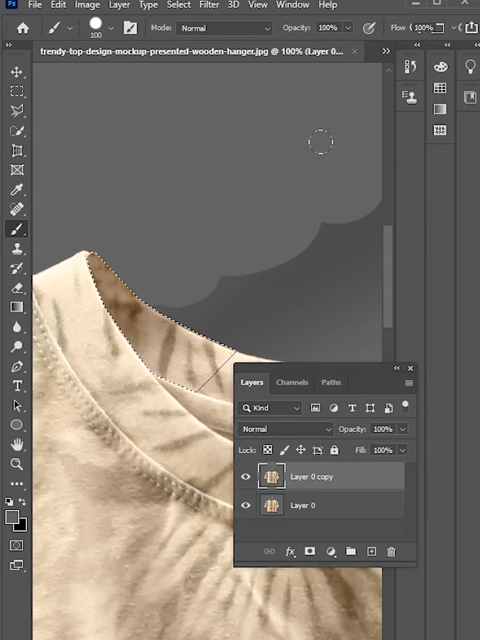 Ps File Edit Image Layer Type Select Filter 3D View Window Help
100 Mode: Normal Opacity: 100% Flow : 100%
trendy-top-design-mockup-presented-wooden-hanger.jpg @ 100% (Layer 0...
Layers Channels Paths
Kind
Normal Opacity: 100%
Lock: Fill: 100%
Layer 0 copy
Layer 0
fx